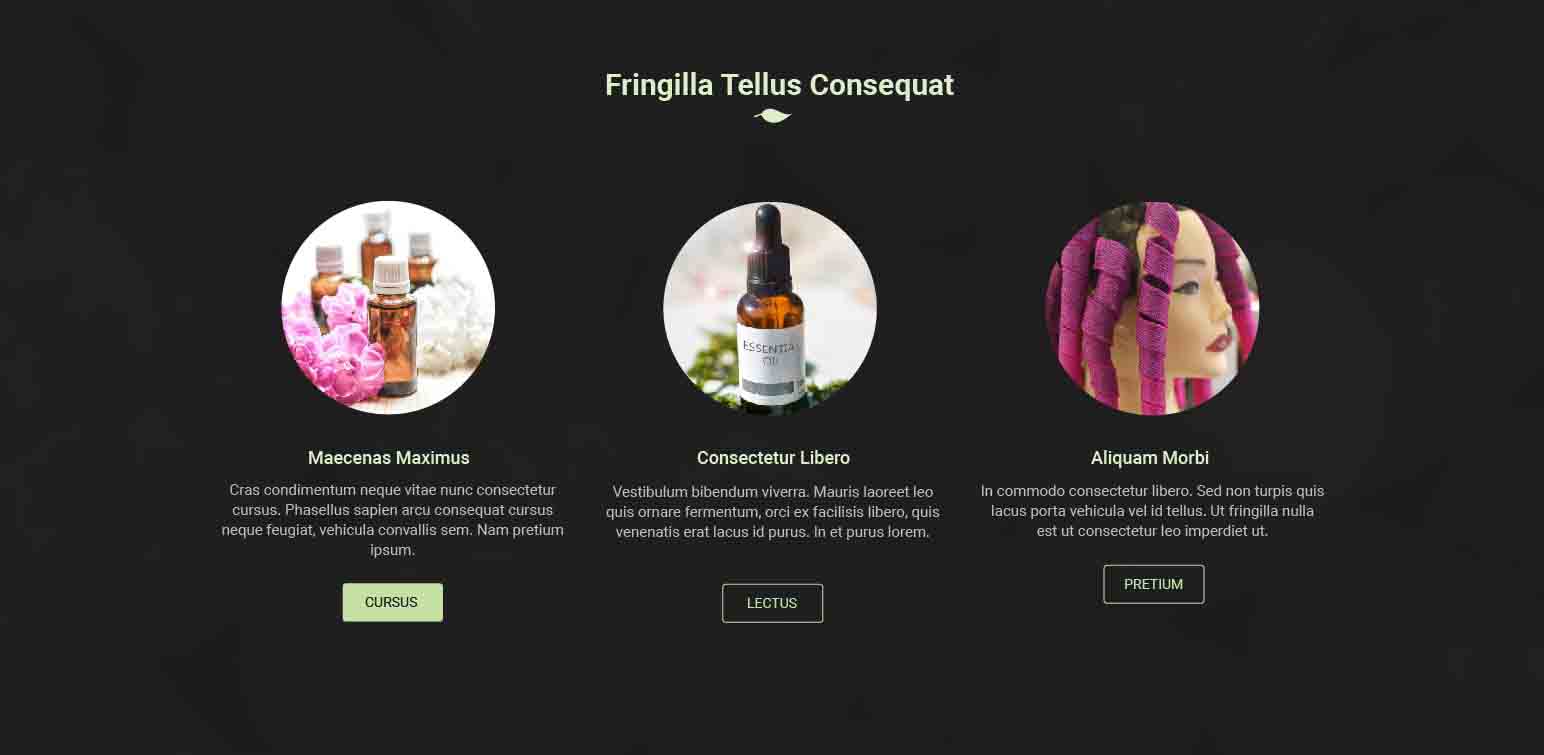 Fringilla Tellus Consequat
ESSENTIAL
OIL
Maecenas Maximus
Cras condimentum neque vitae nunc consectetur
cursus. Phasellus sapien arcu consequat cursus
neque feugiat, vehicula convallis sem. Nam pretium
ipsum.
CURSUS
Consectetur Libero
Vestibulum bibendum viverra. Mauris laoreet leo
quis ornare fermentum, orci ex facilisis libero, quis
venenatis erat lacus id purus. In et purus lorem.
LECTUS
Aliquam Morbi
In commodo consectetur libero. Sed non turpis quis
lacus porta vehicula vel id tellus. Ut fringilla nulla
est ut consectetur leo imperdiet ut.
PRETIUM